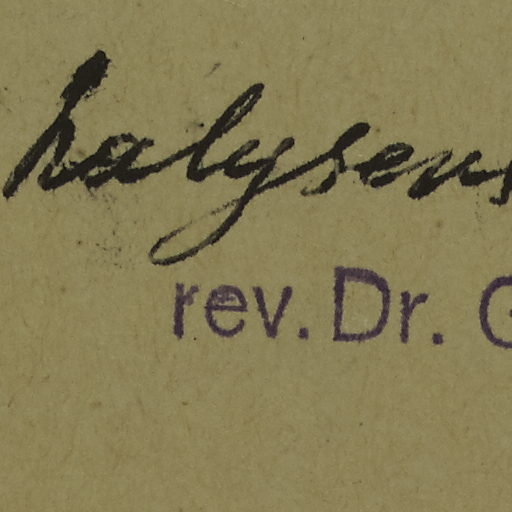 halysens
rev. Dr. G